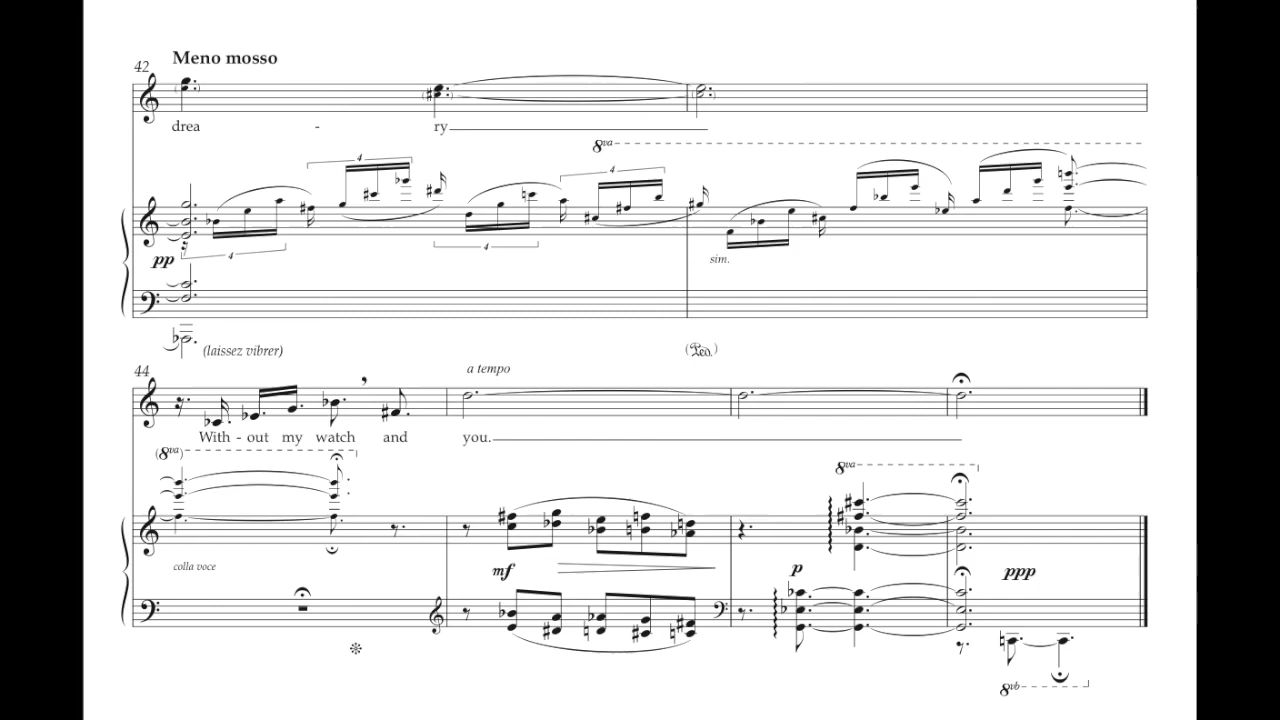 Meno mosso
42
drea - ry
8va
4 4
4 4
pp sim.
(laissez vibrer) (Ped.)
44 a tempo
With - out my watch and you.
(8va) 8va
colla voce mf p ppp
8vb